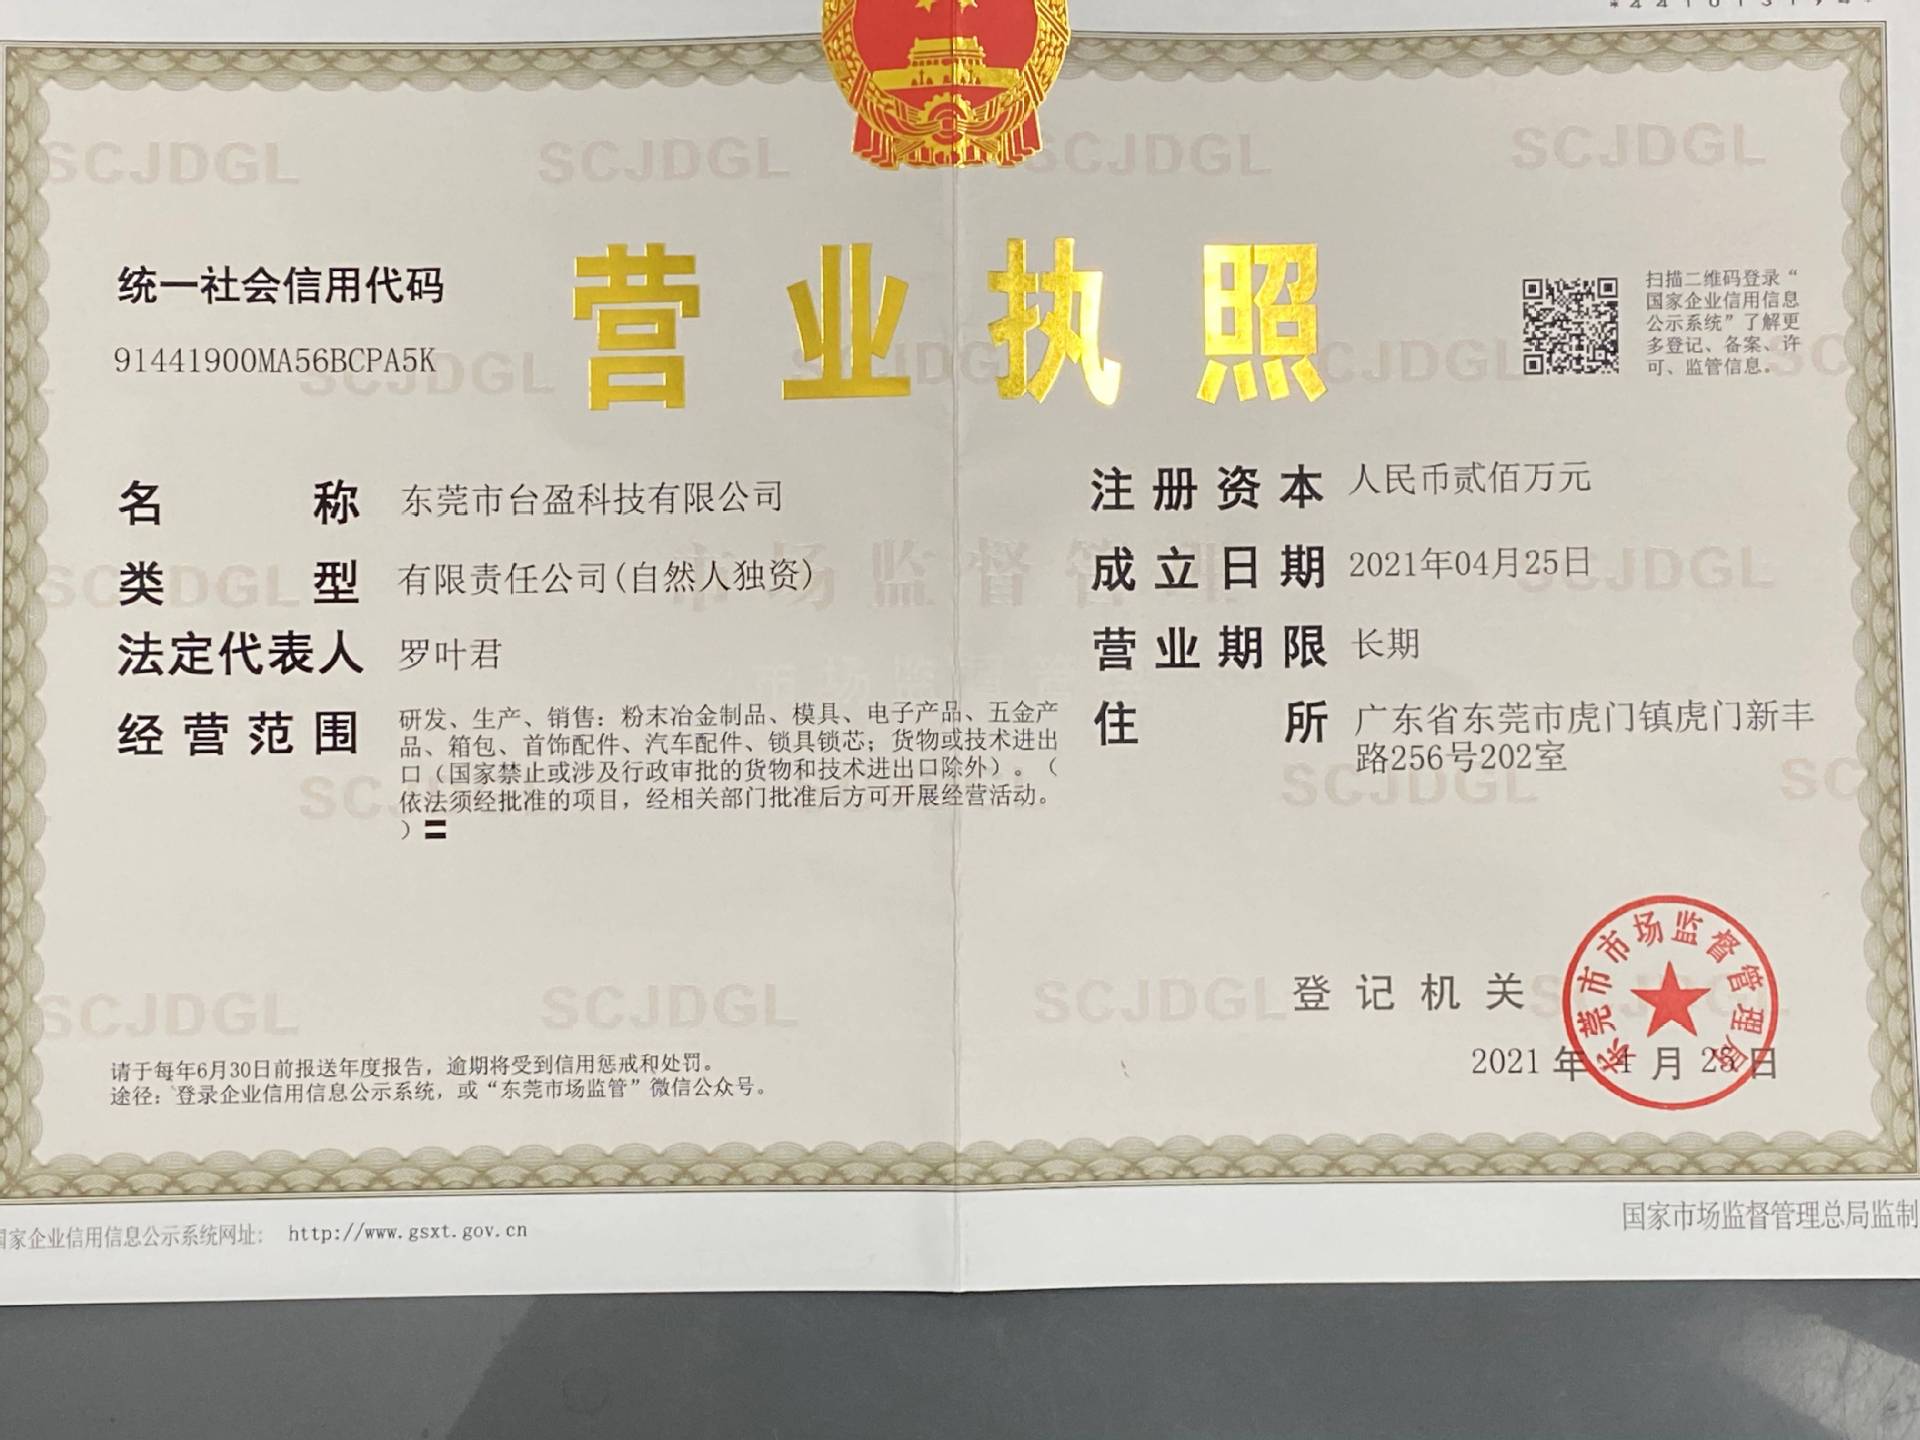 统一社会信用代码
91441900MA56BCPA5K
营业执照
扫描二维码登录“
国家企业信用信息
公示系统”了解更
多登记、备案、许
可、监管信息。
名称 东莞市台盈科技有限公司
类型 有限责任公司(自然人独资)
法定代表人 罗叶君
经营范围 研发、生产、销售：粉末冶金制品、模具、电子产品、五金产
品、箱包、首饰配件、汽车配件、锁具锁芯；货物或技术进出
口（国家禁止或涉及行政审批的货物和技术进出口除外）。（
依法须经批准的项目，经相关部门批准后方可开展经营活动。
）
注册资本 人民币贰佰万元
成立日期 2021年04月25日
营业期限 长期
住所 广东省东莞市虎门镇虎门新丰
路256号202室
登记机关
东莞市市场监督管理局
2021 年 4 月 日
请于每年6月30日前报送年度报告，逾期将受到信用惩戒和处罚。
途径：登录企业信用信息公示系统，或“东莞市场监管”微信公众号。
国家企业信用信息公示系统网址： http://www.gsxt.gov.cn
国家市场监督管理总局监制
SCJDGL
市场监督管理